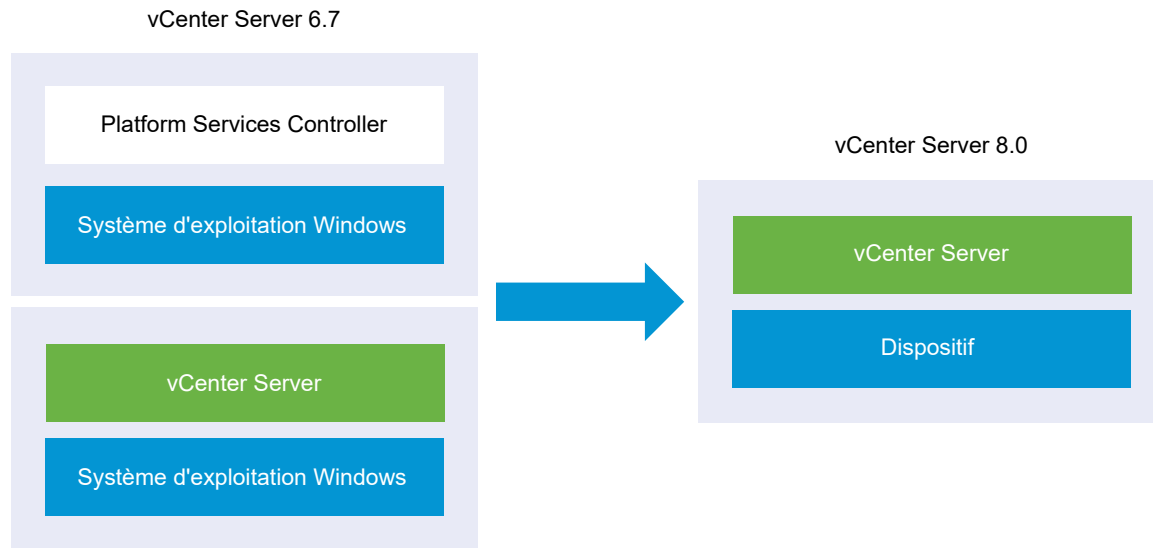 vCenter Server 6.7
Platform Services Controller
Système d'exploitation Windows
vCenter Server
Système d'exploitation Windows
vCenter Server 8.0
vCenter Server
Dispositif